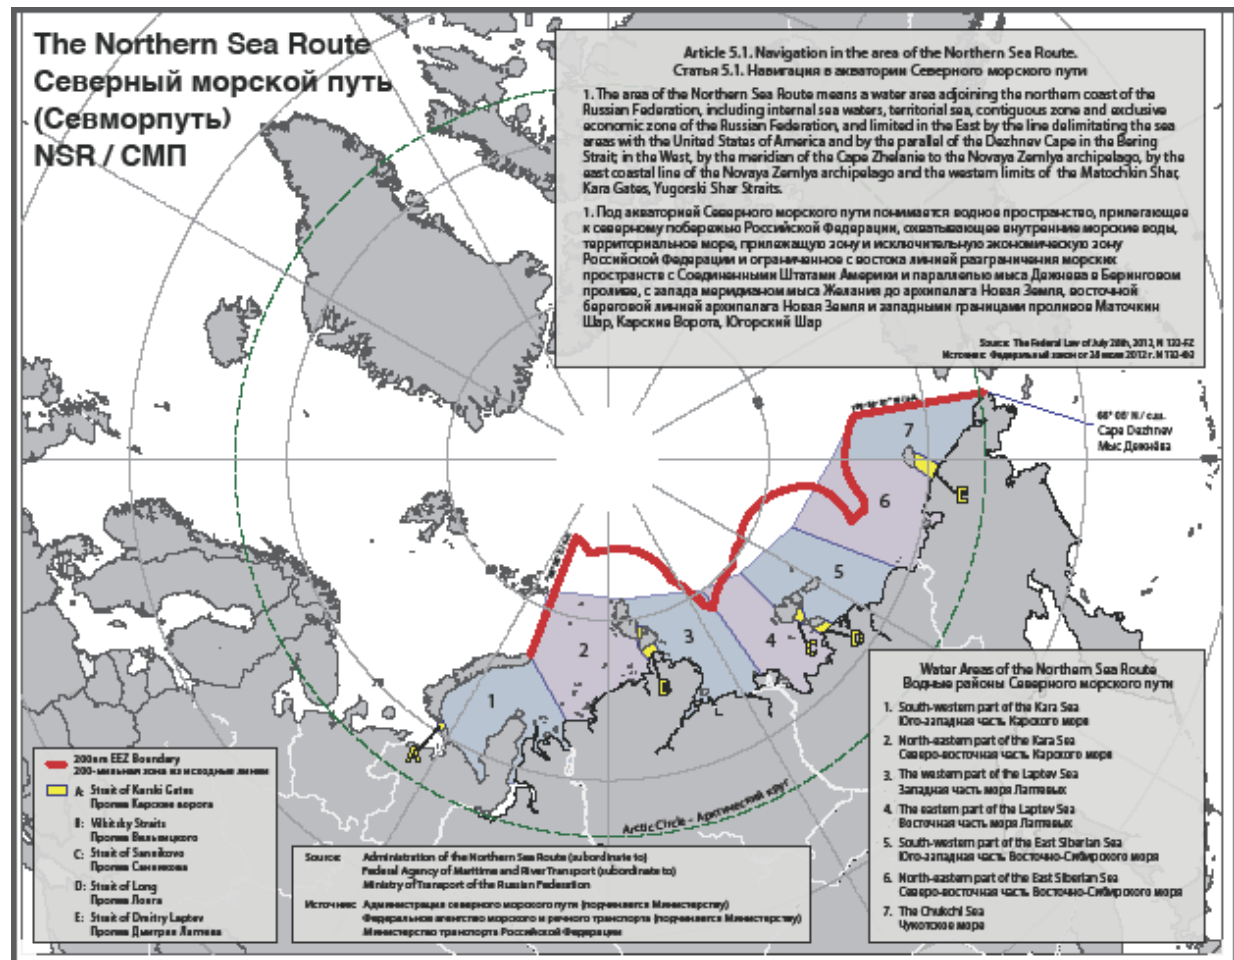 The Northern Sea Route
Северный морской путь
(Севморпуть)
NSR / СМП
Article 5.1. Navigation in the area of the Northern Sea Route.
Статья 5.1. Навигация в акватории Северного морского пути
1. The area of the Northern Sea Route means a water area adjoining the northern coast of the
Russian Federation, including internal sea waters, territorial sea, contiguous zone and exclusive
economic zone of the Russian Federation, and limited in the East by the line delimitating the sea
areas with the United States of America and by the parallel of the Dezhnev Cape in the Bering
Strait; in the West, by the meridian of the Cape Zhelanie to the Novaya Zemlya archipelago, by the
east coastal line of the Novaya Zemlya archipelago and the western limits of the Matochkin Shar,
Kara Gates, Yugorski Shar Straits.
1. Под акваторией Северного морского пути понимается водное пространство, прилегающее
к северному побережью Российской Федерации, охватывающее внутренние морские воды,
территориальное море, прилежащую зону и исключительную экономическую зону
Российской Федерации и ограниченное с востока линией разграничения морских
пространств с Соединенными Штатами Америки и параллелью мыса Дежнева в Беринговом
проливе, с запада меридианом мыса Желания до архипелага Новая Земля, восточной
береговой линией архипелага Новая Земля и западными границами проливов Маточкин
Шар, Карские Ворота, Югорский Шар
Source: The Federal Law of July 28th, 2012, N 132-FZ
Источник: Федеральный закон от 28 июля 2012 г. N 132-ФЗ
66° 05' N / с.ш.
Cape Dezhnev
Мыс Дежнёва
7
E
6
5
D
C
4
3
B
2
1
A
Arctic Circle - Арктический круг
200nm EEZ Boundary
200-мильная зона из исходных линии
A: Strait of Karski Gates
Пролив Карские ворота
B: Vilkitsky Straits
Пролив Вилькицкого
C: Strait of Sannikova
Пролив Санникова
D: Strait of Long
Пролив Лонга
E: Strait of Dmitry Laptev
Пролив Дмитрия Лаптева
Source: Administration of the Northern Sea Route (subordinate to)
Federal Agency of Maritime and River Transport (subordinate to)
Ministry of Transport of the Russian Federation
Источник: Администрация северного морского пути (подчиняется Министерству)
Федеральное агентство морского и речного транспорта (подчиняется Министерству)
Министерство транспорта Российской Федерации
Water Areas of the Northern Sea Route
Водные районы Северного морского пути
1. South-western part of the Kara Sea
Юго-западная часть Карского моря
2. North-eastern part of the Kara Sea
Северо-восточная часть Карского моря
3. The western part of the Laptev Sea
Западная часть моря Лаптевых
4. The eastern part of the Laptev Sea
Восточная часть моря Лаптевых
5. South-western part of the East Siberian Sea
Юго-западная часть Восточно-Сибирского моря
6. North-eastern part of the East Siberian Sea
Северо-восточная часть Восточно-Сибирского моря
7. The Chukchi Sea
Чукотское море